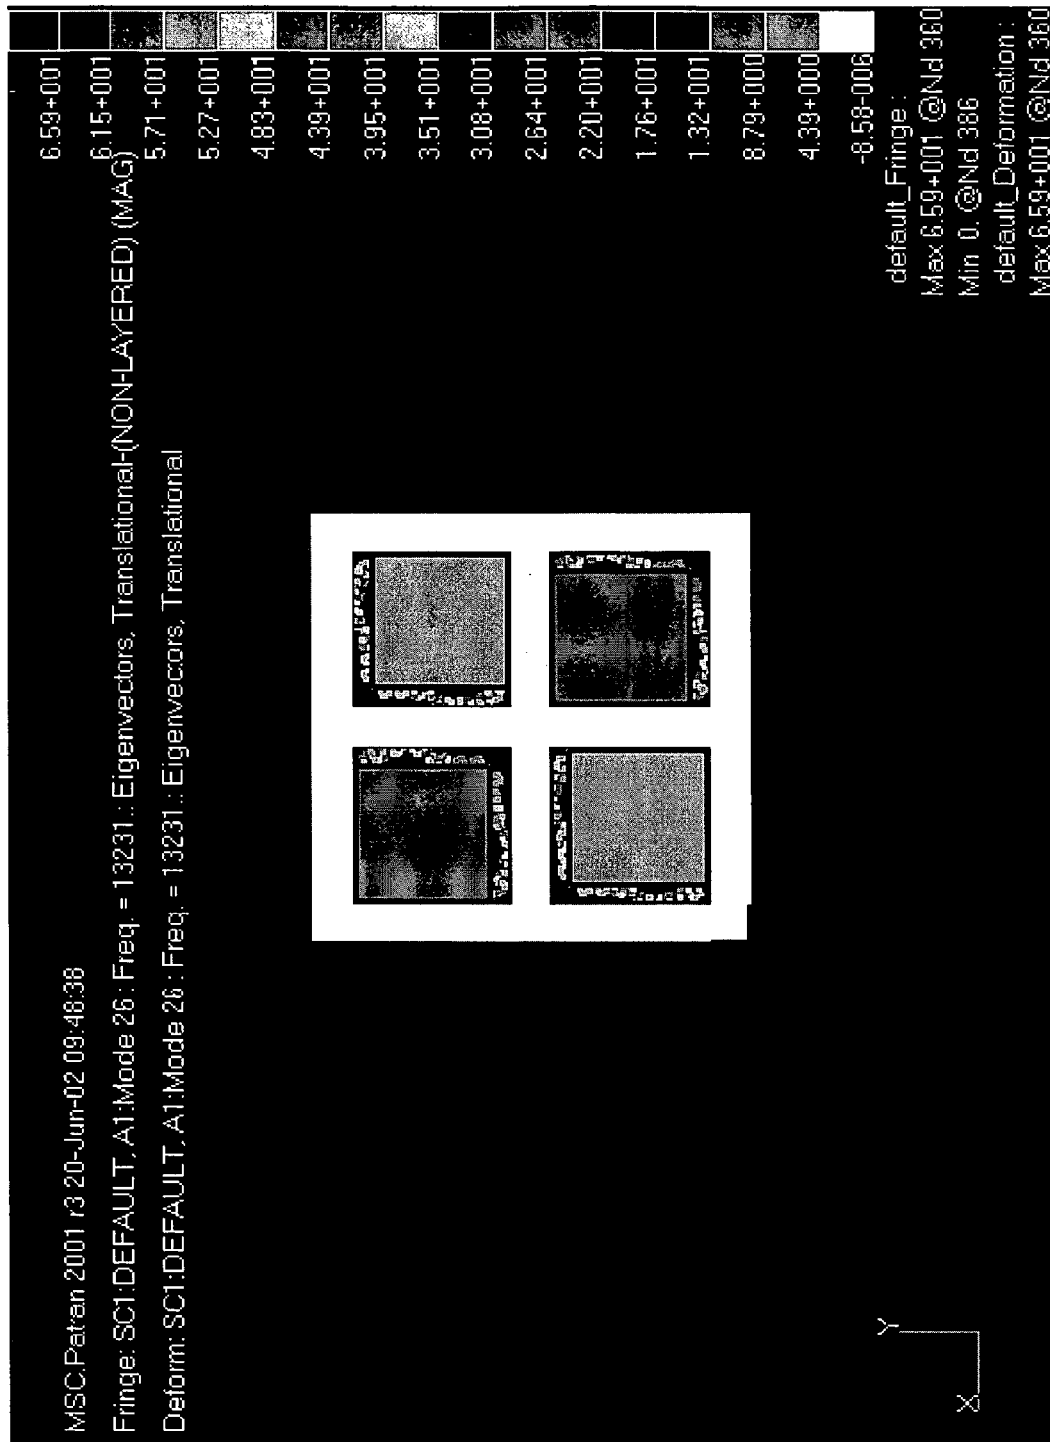 MSC.Patran 2001 r3 20-Jun-02 09:48:38
Fringe: SC1:DEFAULT, A1:Mode 26 : Freq. = 13231.: Eigenvectors, Translational-(NON-LAYERED) (MAG)
Deform: SC1:DEFAULT, A1:Mode 26 : Freq. = 13231.: Eigenvecors, Translational
6.59+001
6.15+001
5.71+001
5.27+001
4.83+001
4.39+001
3.95+001
3.51+001
3.08+001
2.64+001
2.20+001
1.76+001
1.32+001
8.79+000
4.39+000
-8.58-006
default_Fringe :
Max 6.59+001 @Nd 360
Min 0. @Nd 386
default_Deformation :
Max 6.59+001 @Nd 360
Y
X